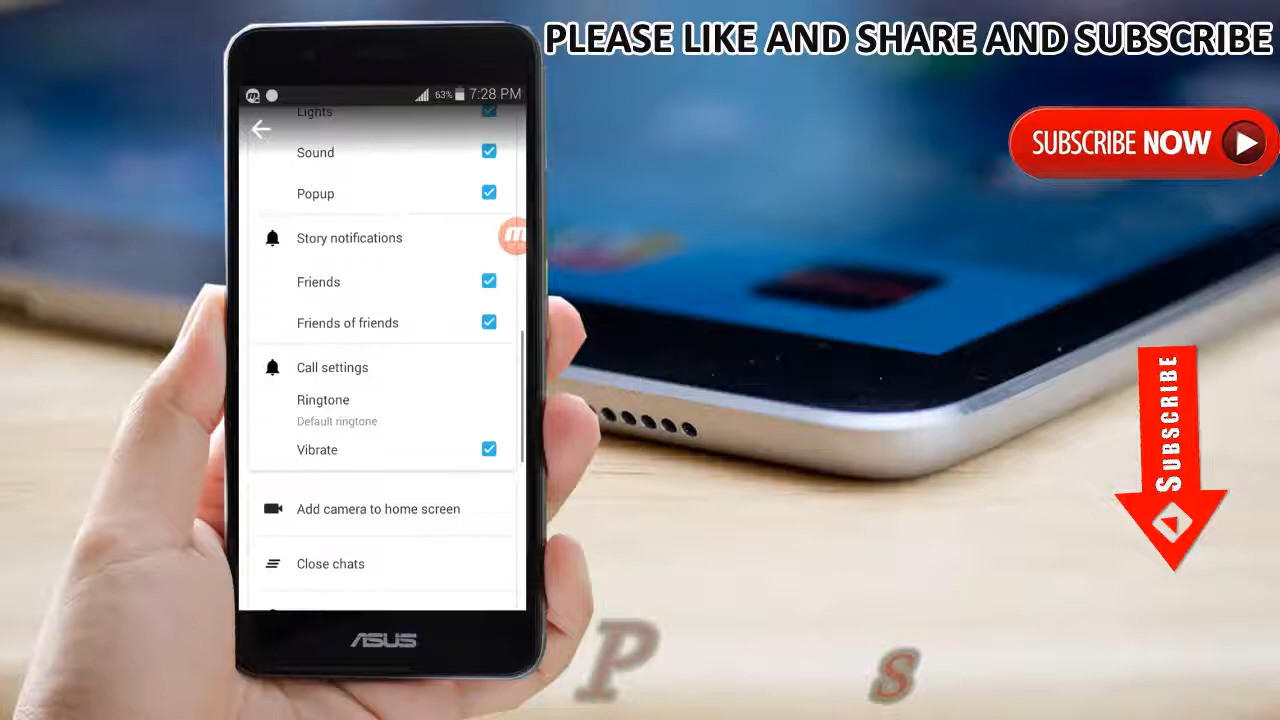 PLEASE LIKE AND SHARE AND SUBSCRIBE
63% 7:28 PM
Lights
Sound
Popup
SUBSCRIBE NOW
Story notifications
Friends
Friends of friends
Call settings
Ringtone
Default ringtone
Vibrate
SUBSCRIBE
Add camera to home screen
Close chats
ASUS
P s